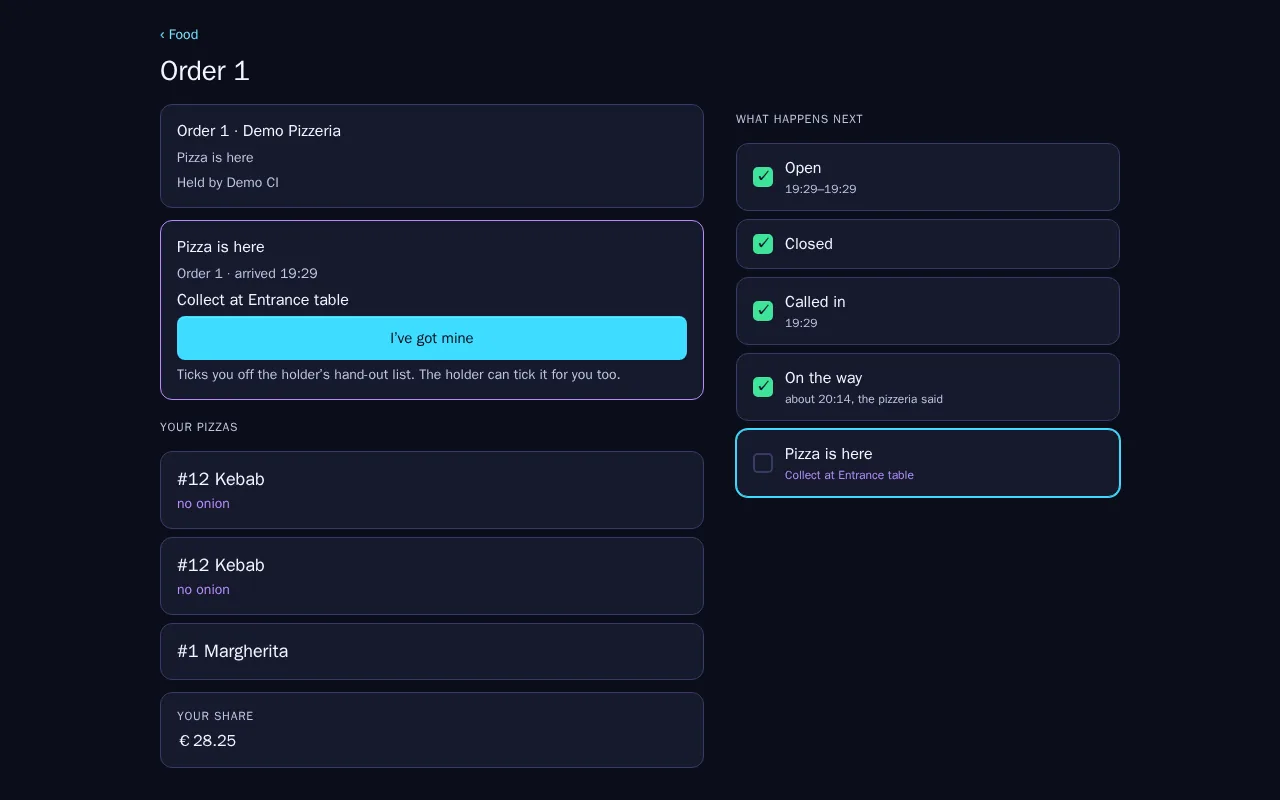 ‹ Food
Order 1
Order 1 · Demo Pizzeria
Pizza is here
Held by Demo CI
Pizza is here
Order 1 · arrived 19:29
Collect at Entrance table
I've got mine
Ticks you off the holder's hand-out list. The holder can tick it for you too.
YOUR PIZZAS
#12 Kebab
no onion
#12 Kebab
no onion
#1 Margherita
YOUR SHARE
€ 28.25
WHAT HAPPENS NEXT
Open
19:29–19:29
Closed
Called in
19:29
On the way
about 20:14, the pizzeria said
Pizza is here
Collect at Entrance table